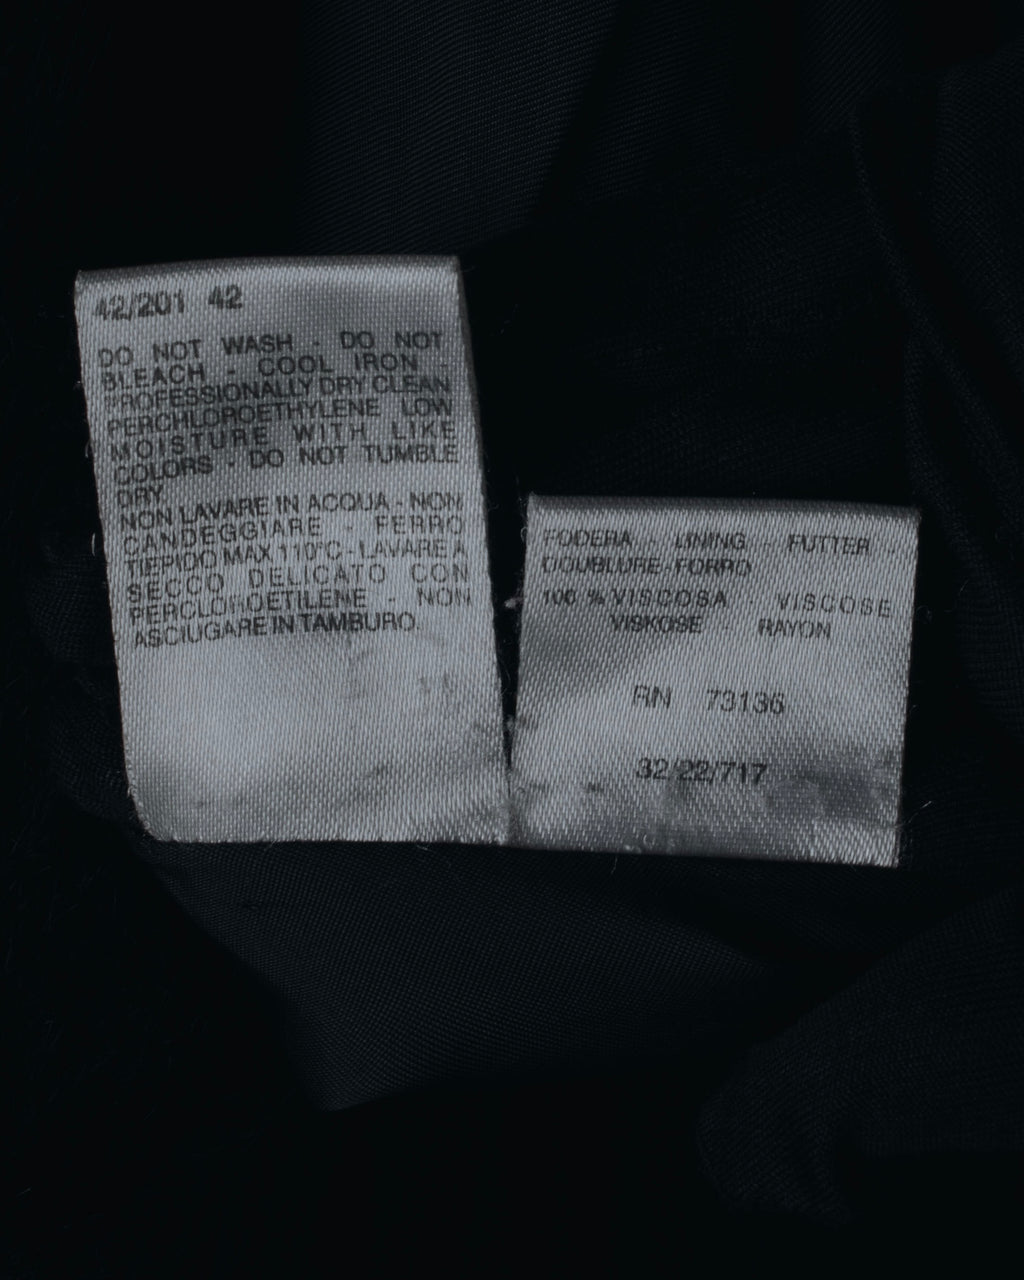 42/201 42
DO NOT WASH - DO NOT
BLEACH - COOL IRON -
PROFESSIONALLY DRY CLEAN
PERCHLOROETHYLENE LOW
MOISTURE WITH LIKE
COLORS - DO NOT TUMBLE
DRY
NON LAVARE IN ACQUA - NON
CANDEGGIARE - FERRO
TIEPIDO MAX 110°C - LAVARE A
SECCO DELICATO CON
PERCLOROETILENE - NON
ASCIUGARE IN TAMBURO.
FODERA - LINING - FUTTER -
DOUBLURE - FORRO
100 % VISCOSA - VISCOSE
VISKOSE - RAYON
RN 73136
32/22/717